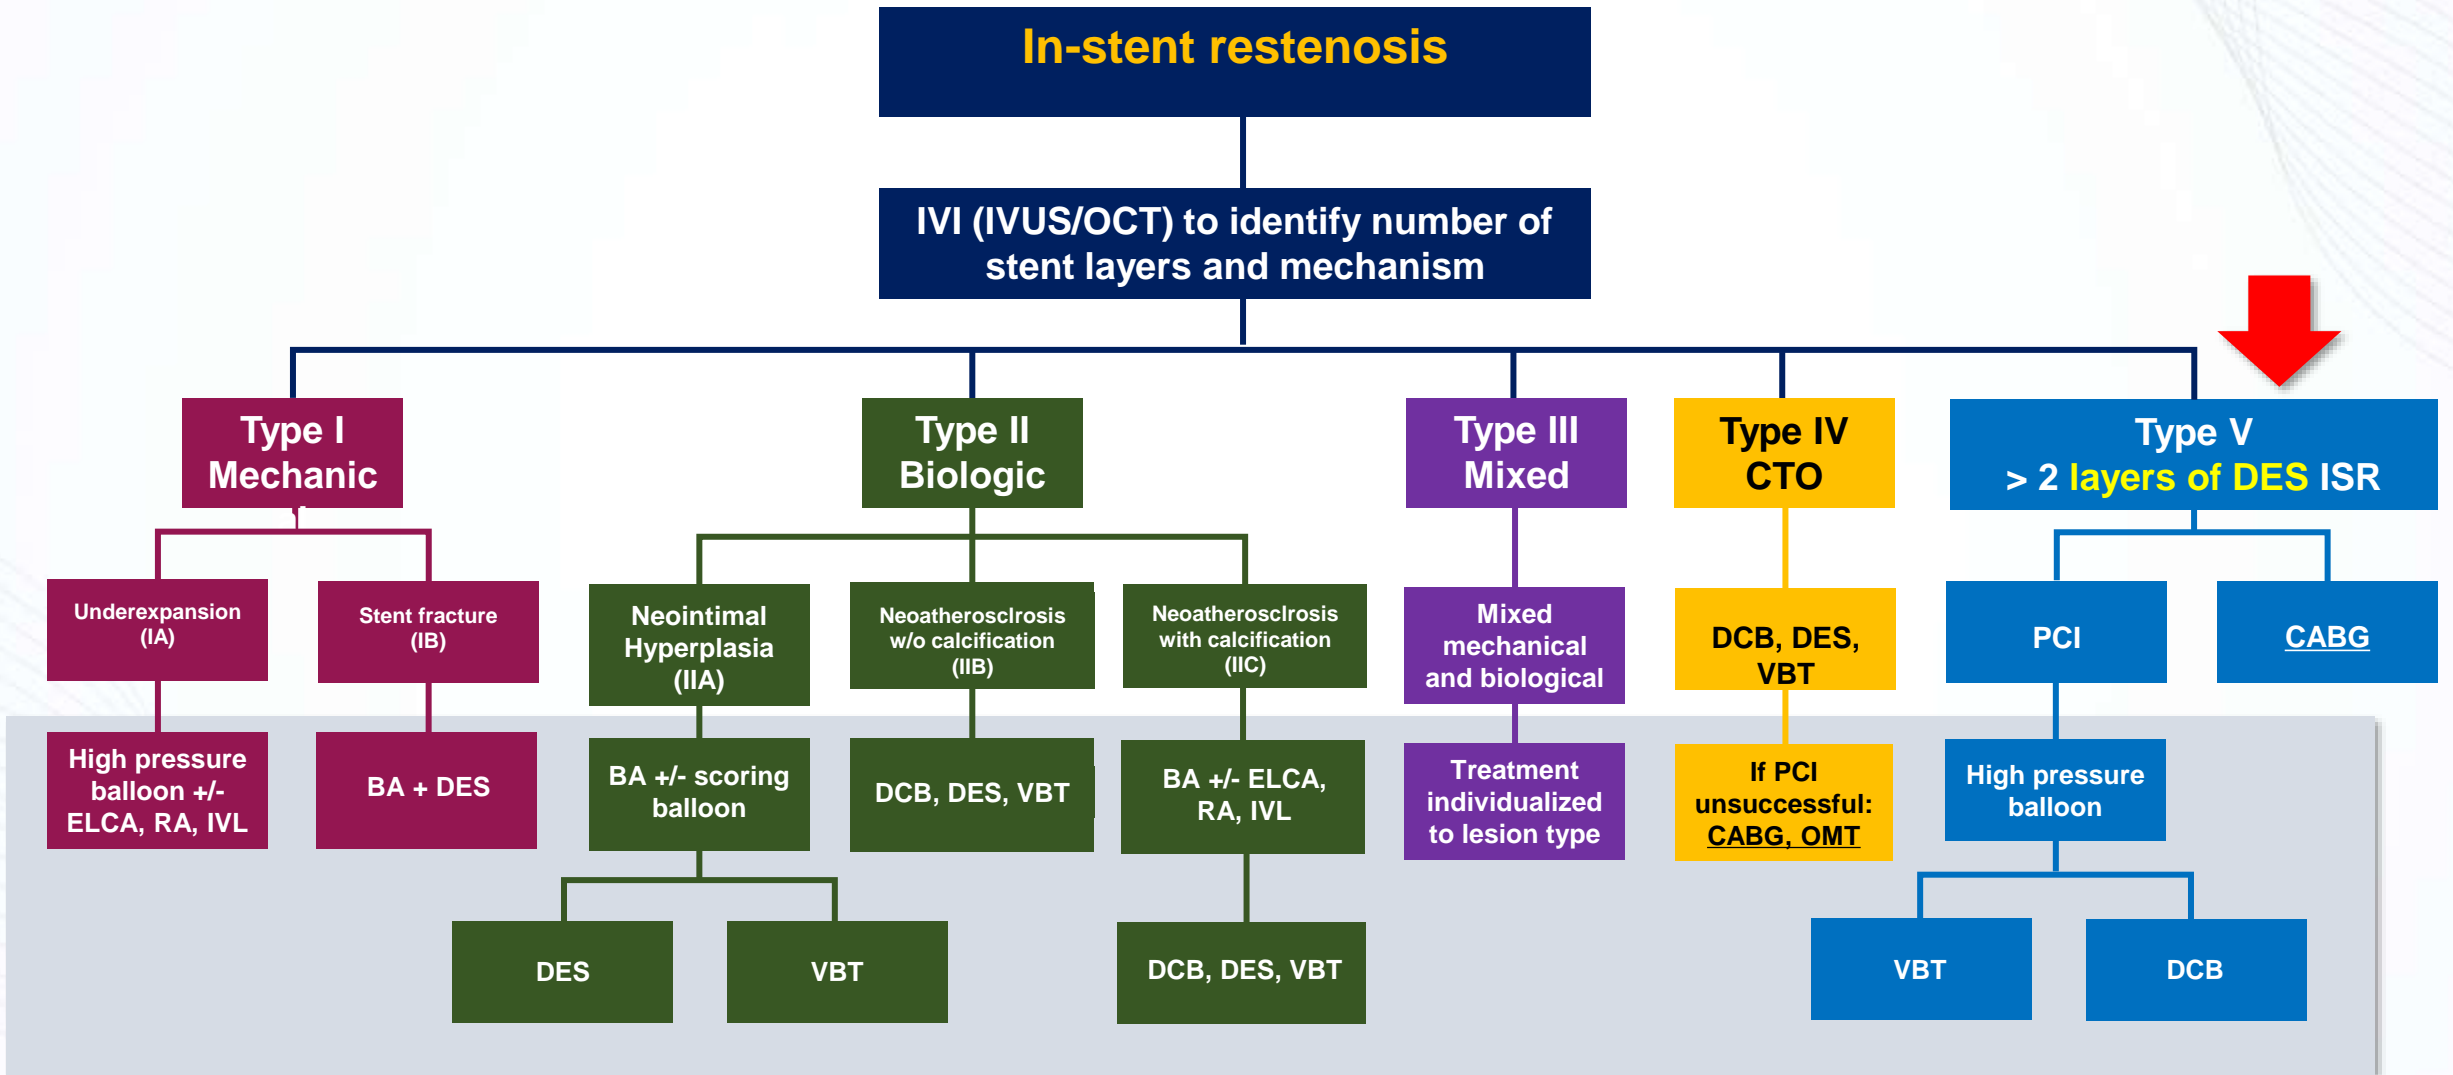 In-stent restenosis
IVI (IVUS/OCT) to identify number of
stent layers and mechanism
Type I
Mechanic
Type II
Biologic
Type III
Mixed
Type IV
CTO
Type V
> 2 layers of DES ISR
Underexpansion
(IA)
Stent fracture
(IB)
Neointimal
Hyperplasia
(IIA)
Neoatherosclrosis
w/o calcification
(IIB)
Neoatherosclrosis
with calcification
(IIC)
Mixed
mechanical
and biological
DCB, DES,
VBT
PCI
CABG
High pressure
balloon +/-
ELCA, RA, IVL
BA + DES
BA +/- scoring
balloon
DCB, DES, VBT
BA +/- ELCA,
RA, IVL
Treatment
individualized
to lesion type
If PCI
unsuccessful:
CABG, OMT
High pressure
balloon
DES
VBT
DCB, DES, VBT
VBT
DCB